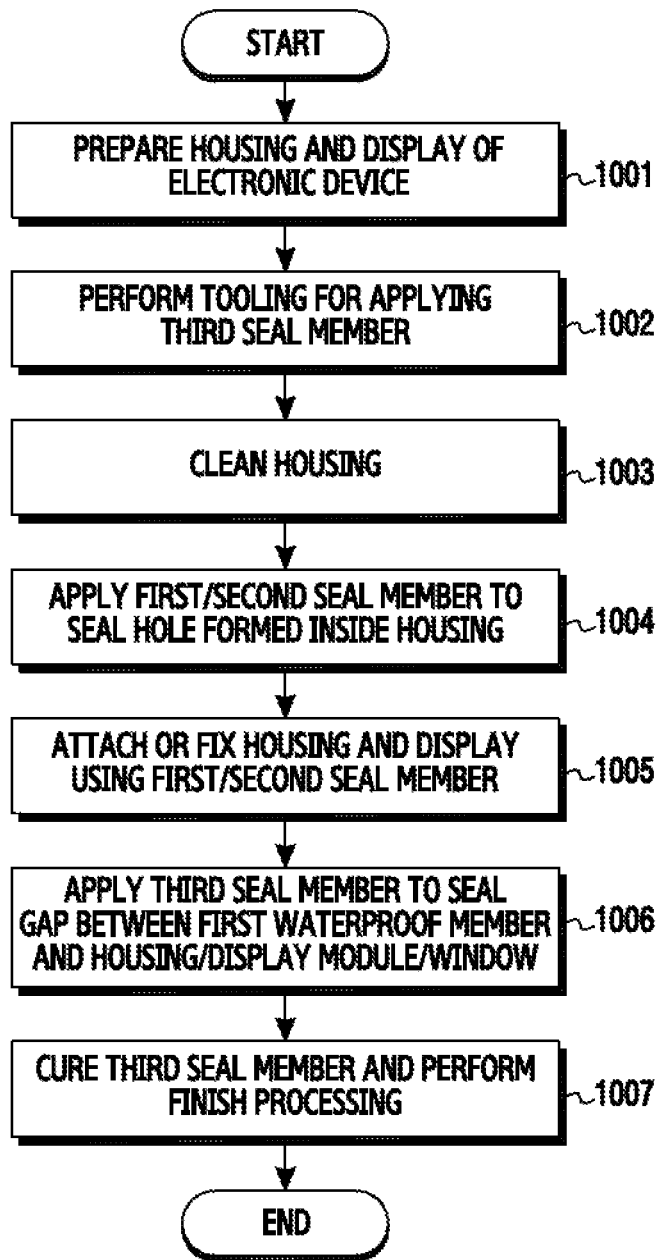 START
PREPARE HOUSING AND DISPLAY OF
ELECTRONIC DEVICE
1001
PERFORM TOOLING FOR APPLYING
THIRD SEAL MEMBER
1002
CLEAN HOUSING
1003
APPLY FIRST/SECOND SEAL MEMBER TO
SEAL HOLE FORMED INSIDE HOUSING
1004
ATTACH OR FIX HOUSING AND DISPLAY
USING FIRST/SECOND SEAL MEMBER
1005
APPLY THIRD SEAL MEMBER TO SEAL
GAP BETWEEN FIRST WATERPROOF MEMBER
AND HOUSING/DISPLAY MODULE/WINDOW
1006
CURE THIRD SEAL MEMBER AND PERFORM
FINISH PROCESSING
1007
END